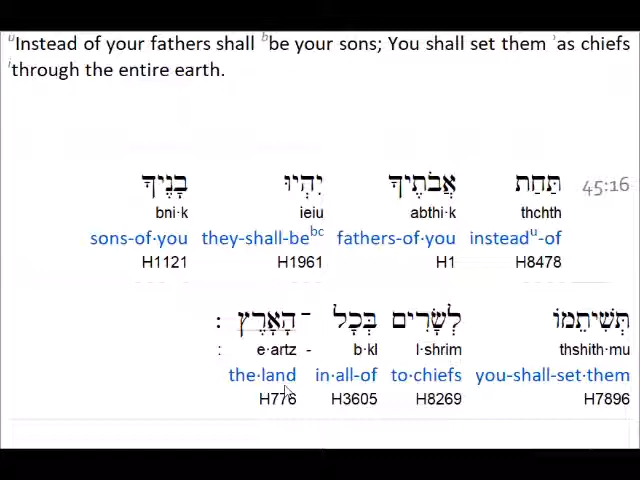 ᵘInstead of your fathers shall ᵇbe your sons; You shall set them ᾿as chiefs
ⁱthrough the entire earth.
תַּחַת אֲבֹתֶיךָ יִהְיוּ בָנֶיךָ 45:16
bni·k ieiu abthi·k thchth
sons-of·you they-shall-beᵇᶜ fathers-of·you insteadᵘ-of
H1121 H1961 H1 H8478
תְּשִׁיתֵמוֹ לְשָׂרִים בְּכָל־הָאָרֶץ :
: e·artz - b·kl l·shrim thshith·mu
the·land in·all-of to·chiefs you-shall-set·them
H776 H3605 H8269 H7896